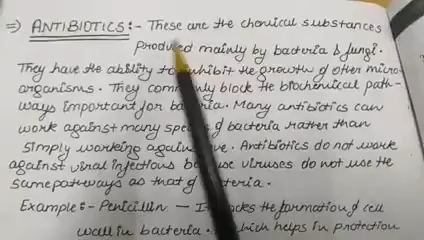 ⇒ ANTIBIOTICS:- These are the chemical substances
produced mainly by bacteria & fungi.
They have the ability to inhibit the growth of other micro-
organisms. They commonly block the biochemical path-
ways important for bacteria. Many antibiotics can
work against many species of bacteria rather than
simply working against one. Antibiotics do not work
against viral infections because viruses do not use the
same pathways as that of bacteria.
Example:- Penicillin — It blocks the formation of cell
wall in bacteria. which helps in protection